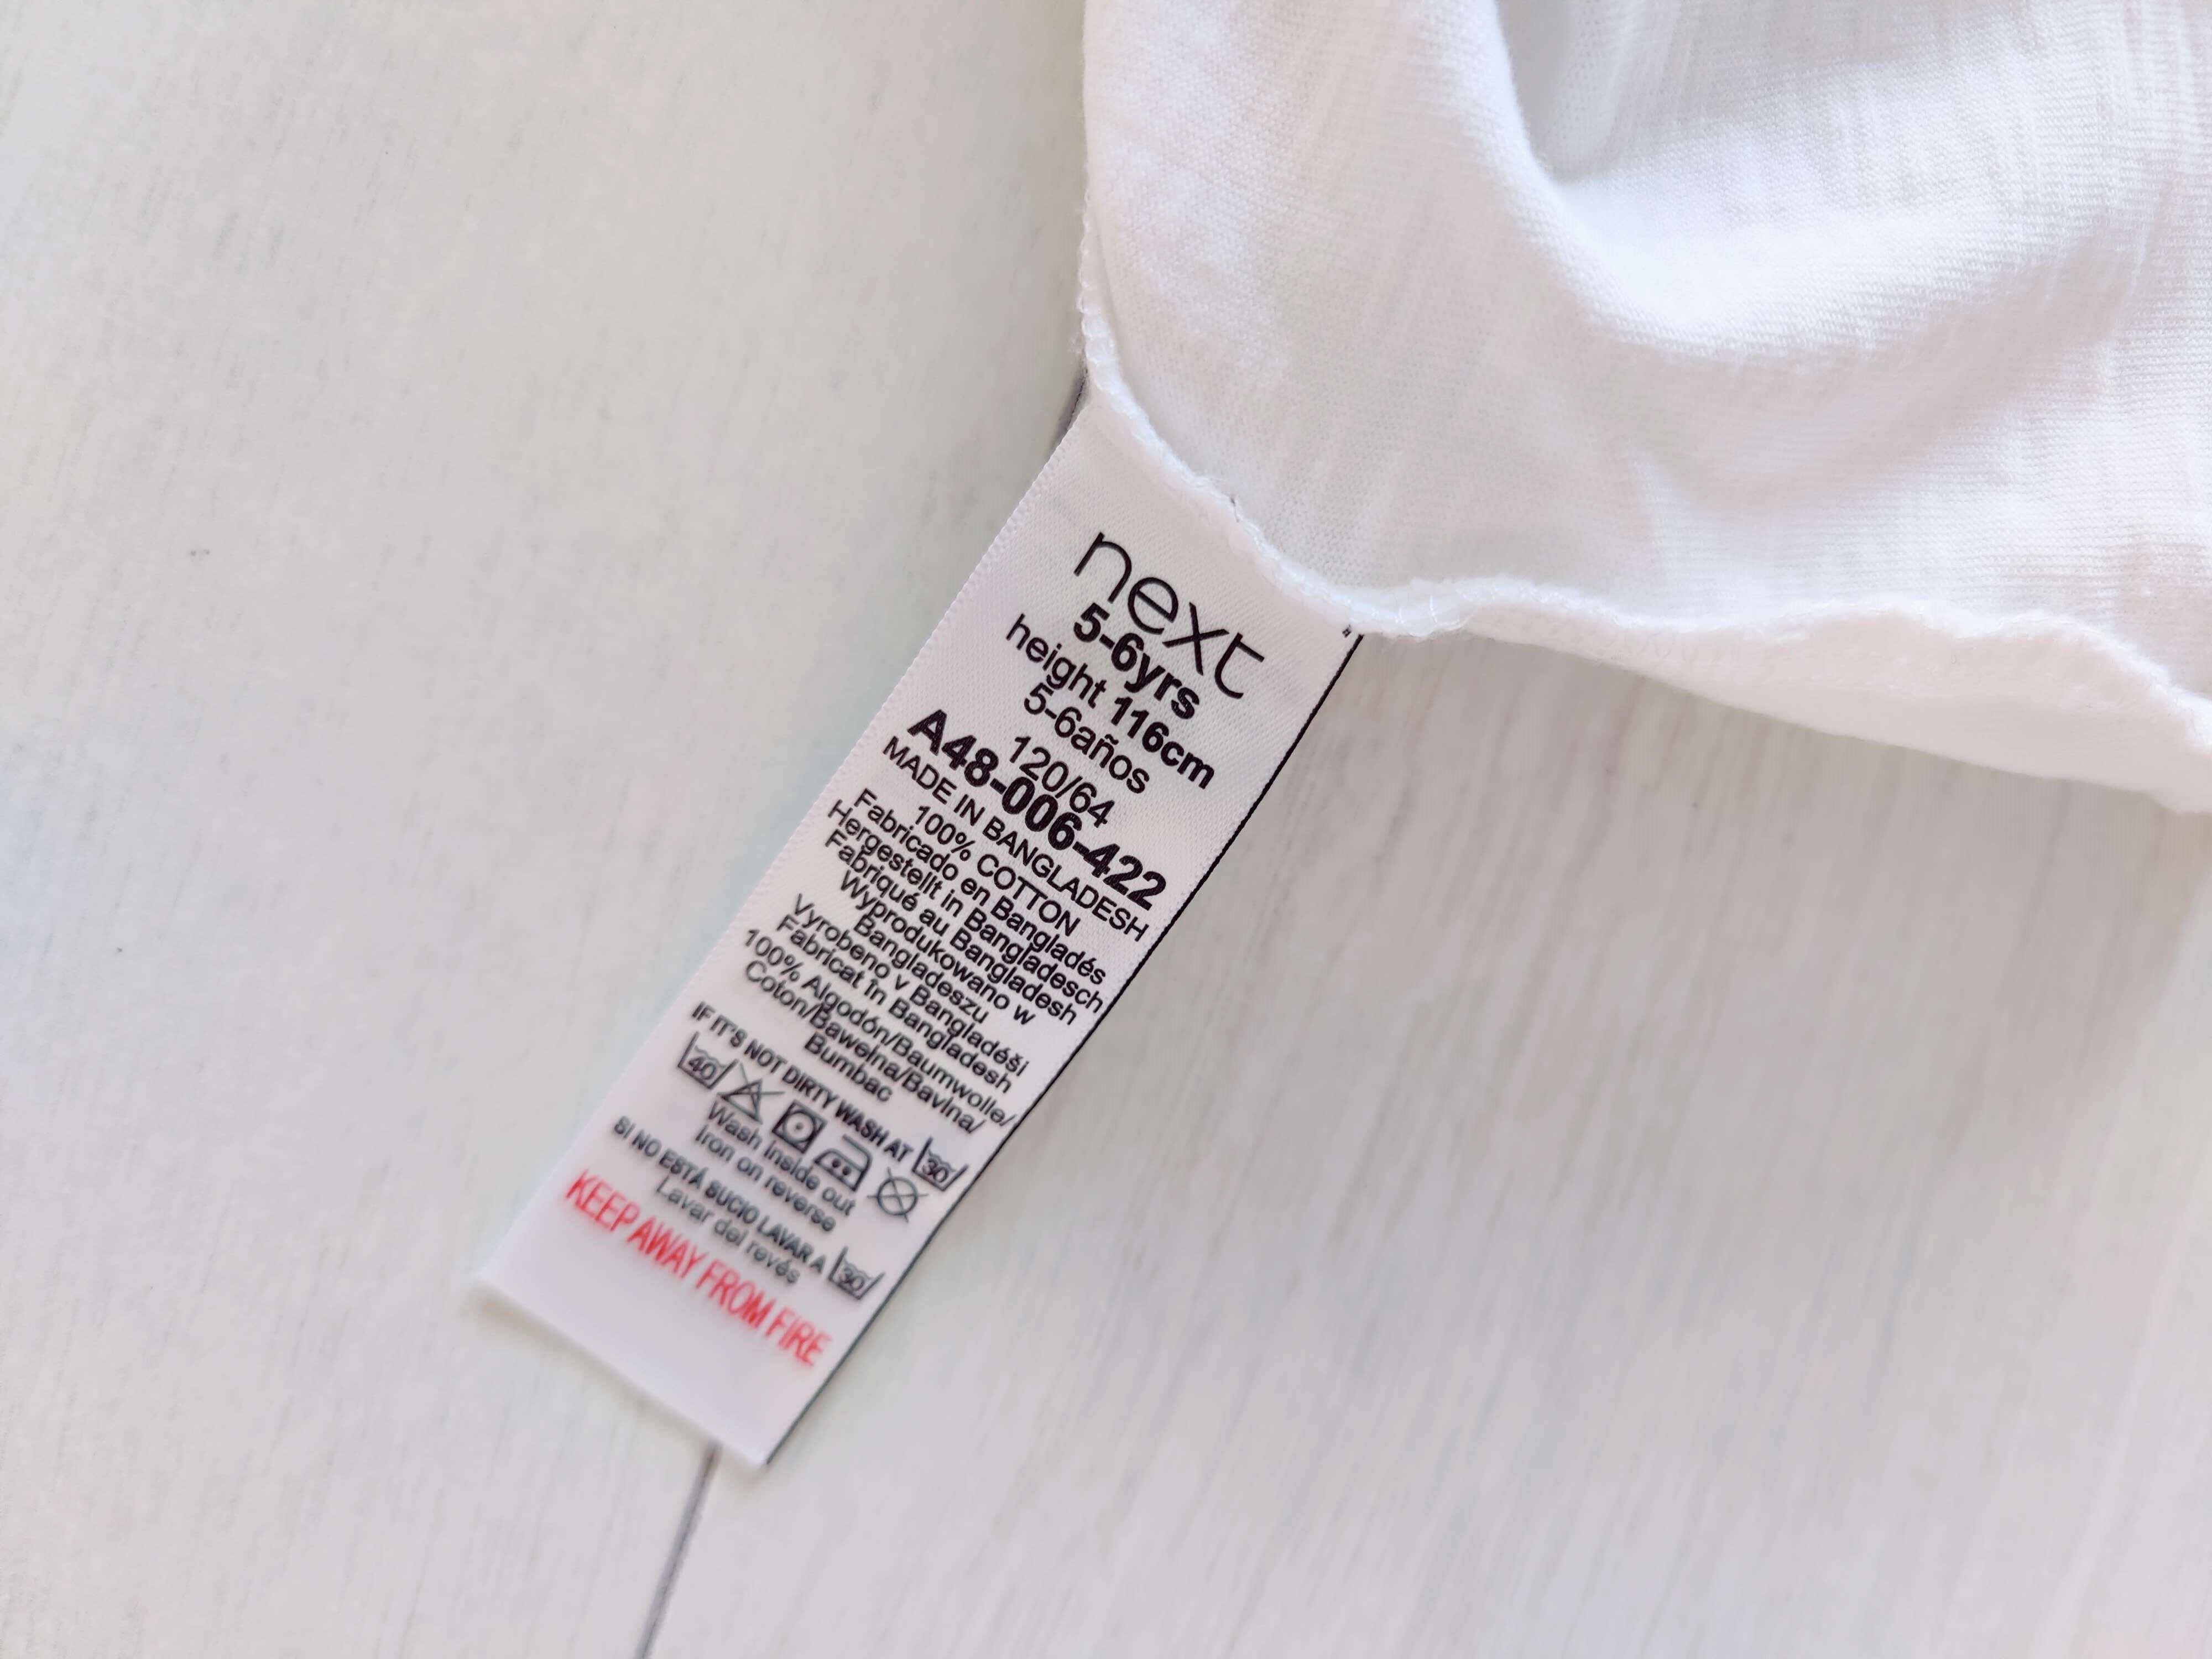 next
5-6yrs
height 116cm
5-6años
120/64
A48-006-422
MADE IN BANGLADESH
100% COTTON
Fabricado en Bangladés
Hergestellt in Bangladesch
Fabriqué au Bangladesh
Wyprodukowano w
Bangladeszu
Vyrobeno v Bangladéši
Fabricat în Bangladesh
100% Algodón/Baumwolle/
Coton/Bawełna/Bavlna/
Bumbac
IF IT'S NOT DIRTY WASH AT 30
40
Wash inside out
Iron on reverse
SI NO ESTÁ SUCIO LAVAR A 30
Lavar del revés
KEEP AWAY FROM FIRE